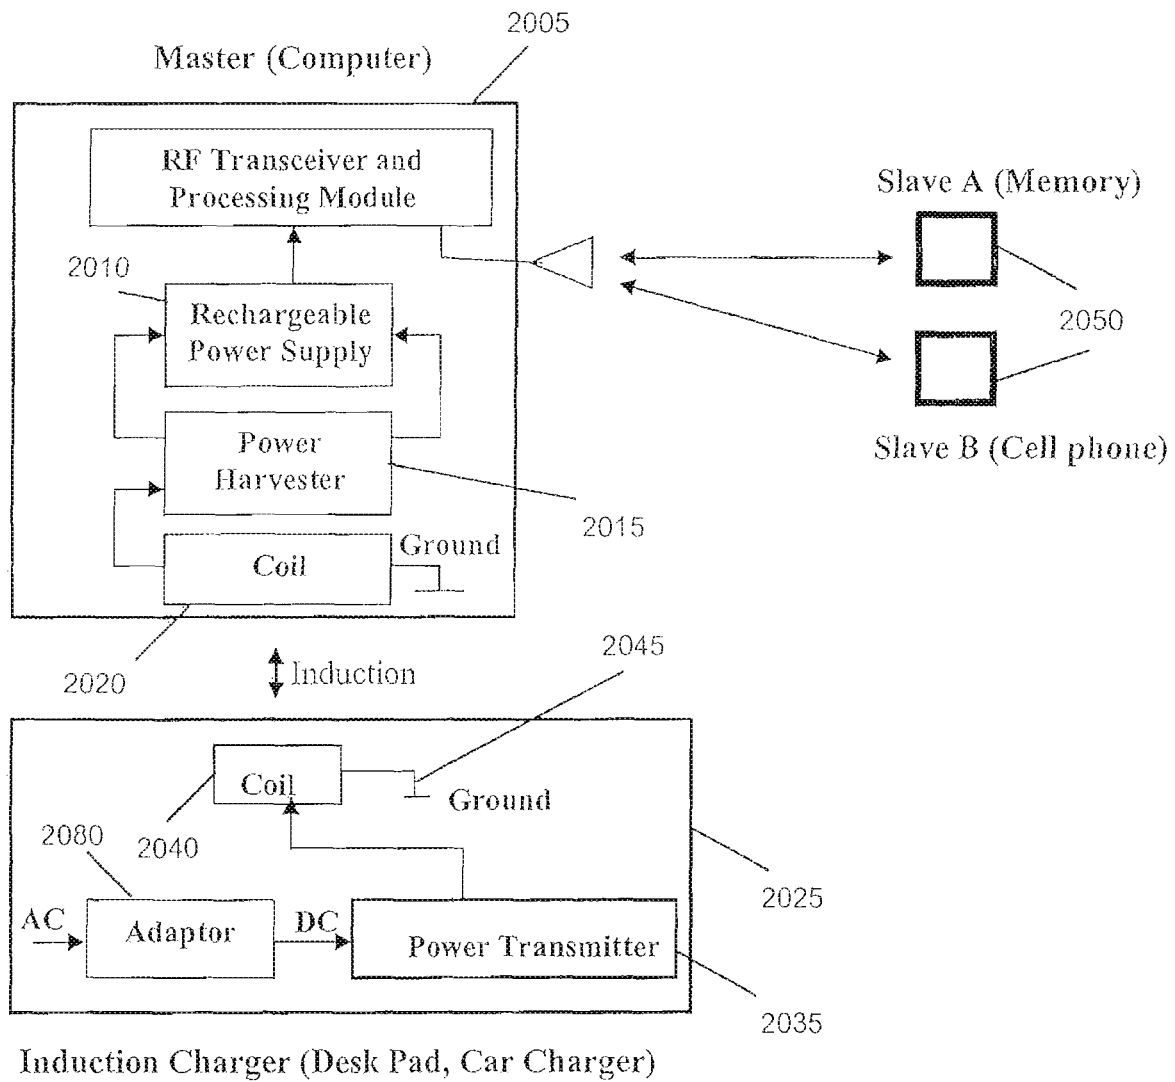 2005
Master (Computer)
RF Transceiver and
Processing Module
Slave A (Memory)
2010
Rechargeable
Power Supply
2050
Power
Harvester
Slave B (Cell phone)
2015
Ground
Coil
2020
Induction
2045
Coil
Ground
2040
2080
2025
AC
Adaptor
DC
Power Transmitter
2035
Induction Charger (Desk Pad, Car Charger)